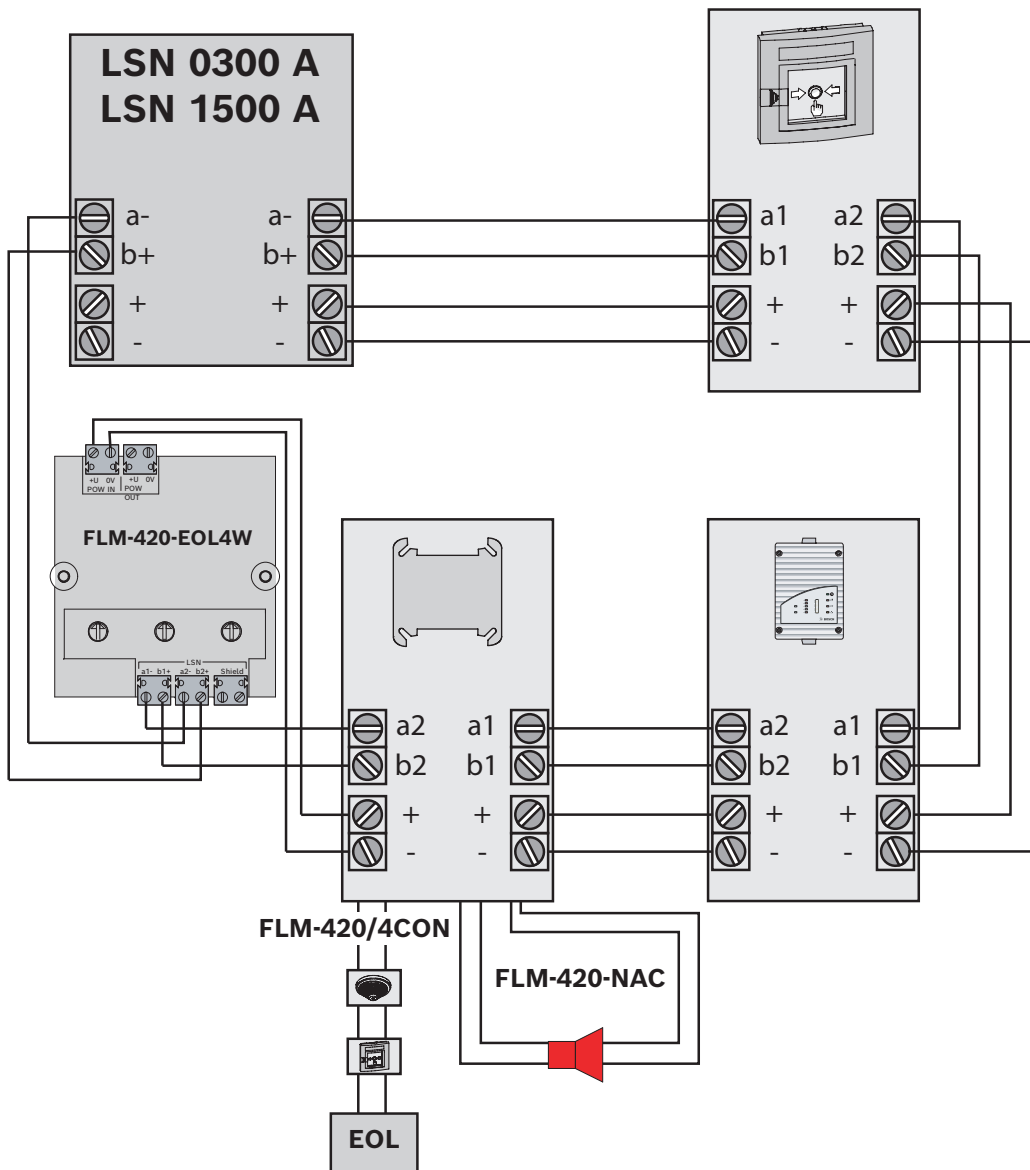 LSN 0300 A
LSN 1500 A
a- a-
b+ b+
+ +
- -
a1 a2
b1 b2
+ +
- -
+U 0V +U 0V
POW IN POW
OUT
FLM-420-EOL4W
LSN
a1- b1+ a2- b2+ Shield
a2 a1
b2 b1
+ +
- -
a2 a1
b2 b1
+ +
- -
FLM-420/4CON
FLM-420-NAC
EOL